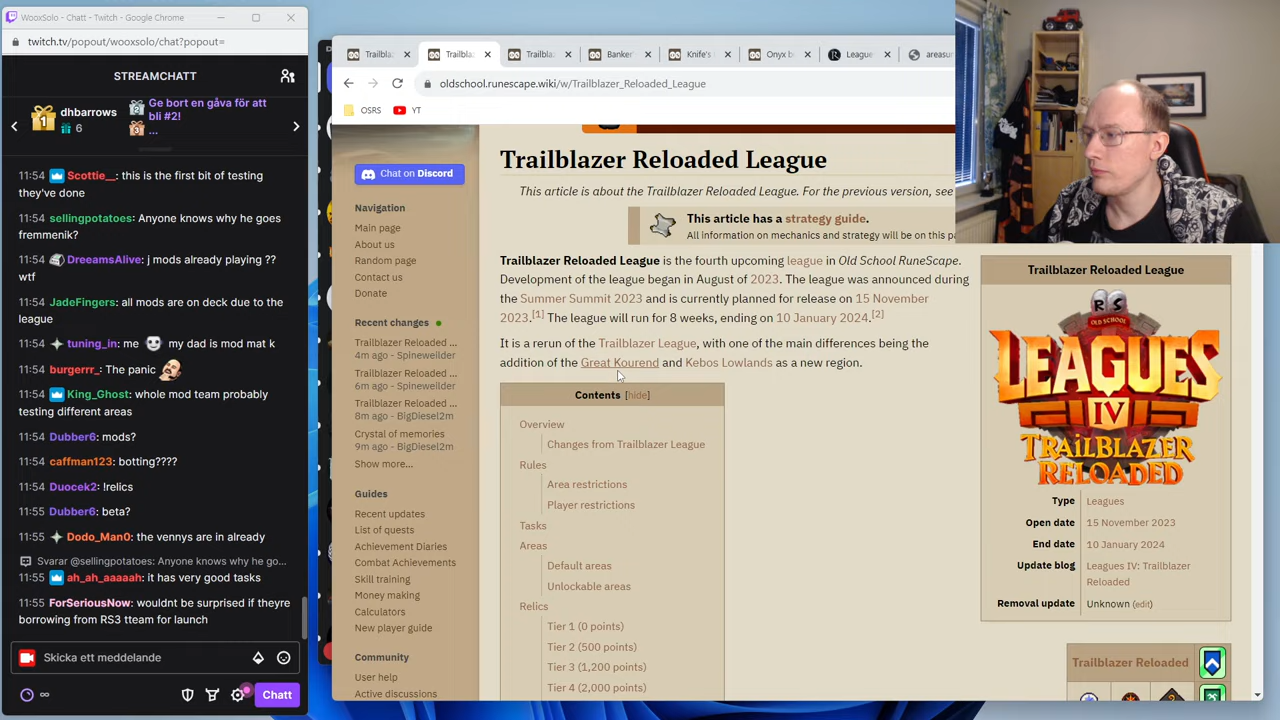 WooxSolo - Chatt - Twitch - Google Chrome
twitch.tv/popout/wooxsolo/chat?popout=
STREAMCHATT
1 dhbarrows
6
2 Ge bort en gåva för att
bli #2!
3 ...
11:54 Scottie__: this is the first bit of testing
they've done
11:54 sellingpotatoes: Anyone knows why he goes
fremmenik?
11:54 DreeamsAlive: j mods already playing ??
wtf
11:54 JadeFingers: all mods are on deck due to the
league
11:54 tuning_in: me my dad is mod mat k
11:54 burgerrr_: The panic
11:54 King_Ghost: whole mod team probably
testing different areas
11:54 Dubber6: mods?
11:54 caffman123: botting????
11:54 Duocek2: !relics
11:55 Dubber6: beta?
11:55 Dodo_Man0: the vennys are in already
Svarar @sellingpotatoes: Anyone knows why he go...
11:55 ah_ah_aaaah: it has very good tasks
11:55 ForSeriousNow: wouldnt be surprised if theyre
borrowing from RS3 tteam for launch
Skicka ett meddelande
Chatt
Trailbl
Trailbl
Trailbl
Banker'
Knife's
Onyx b
League
areasur
oldschool.runescape.wiki/w/Trailblazer_Reloaded_League
OSRS
YT
Chat on Discord
Navigation
Main page
About us
Random page
Contact us
Donate
Recent changes
Trailblazer Reloaded ...
4m ago - Spineweilder
Trailblazer Reloaded ...
6m ago - Spineweilder
Trailblazer Reloaded ...
8m ago - BigDiesel2m
Crystal of memories
9m ago - BigDiesel2m
Show more...
Guides
Recent updates
List of quests
Achievement Diaries
Combat Achievements
Skill training
Money making
Calculators
New player guide
Community
User help
Active discussions
Trailblazer Reloaded League
This article is about the Trailblazer Reloaded League. For the previous version, see
This article has a strategy guide.
All information on mechanics and strategy will be on this pa
Trailblazer Reloaded League is the fourth upcoming league in Old School RuneScape.
Development of the league began in August of 2023. The league was announced during
the Summer Summit 2023 and is currently planned for release on 15 November
2023.[1] The league will run for 8 weeks, ending on 10 January 2024.[2]
It is a rerun of the Trailblazer League, with one of the main differences being the
addition of the Great Kourend and Kebos Lowlands as a new region.
Contents [hide]
Overview
Changes from Trailblazer League
Rules
Area restrictions
Player restrictions
Tasks
Areas
Default areas
Unlockable areas
Relics
Tier 1 (0 points)
Tier 2 (500 points)
Tier 3 (1,200 points)
Tier 4 (2,000 points)
Trailblazer Reloaded League
RS
OLD SCHOOL
LEAGUES
IV
TRAILBLAZER
RELOADED
Type Leagues
Open date 15 November 2023
End date 10 January 2024
Update blog Leagues IV: Trailblazer
Reloaded
Removal update Unknown (edit)
Trailblazer Reloaded